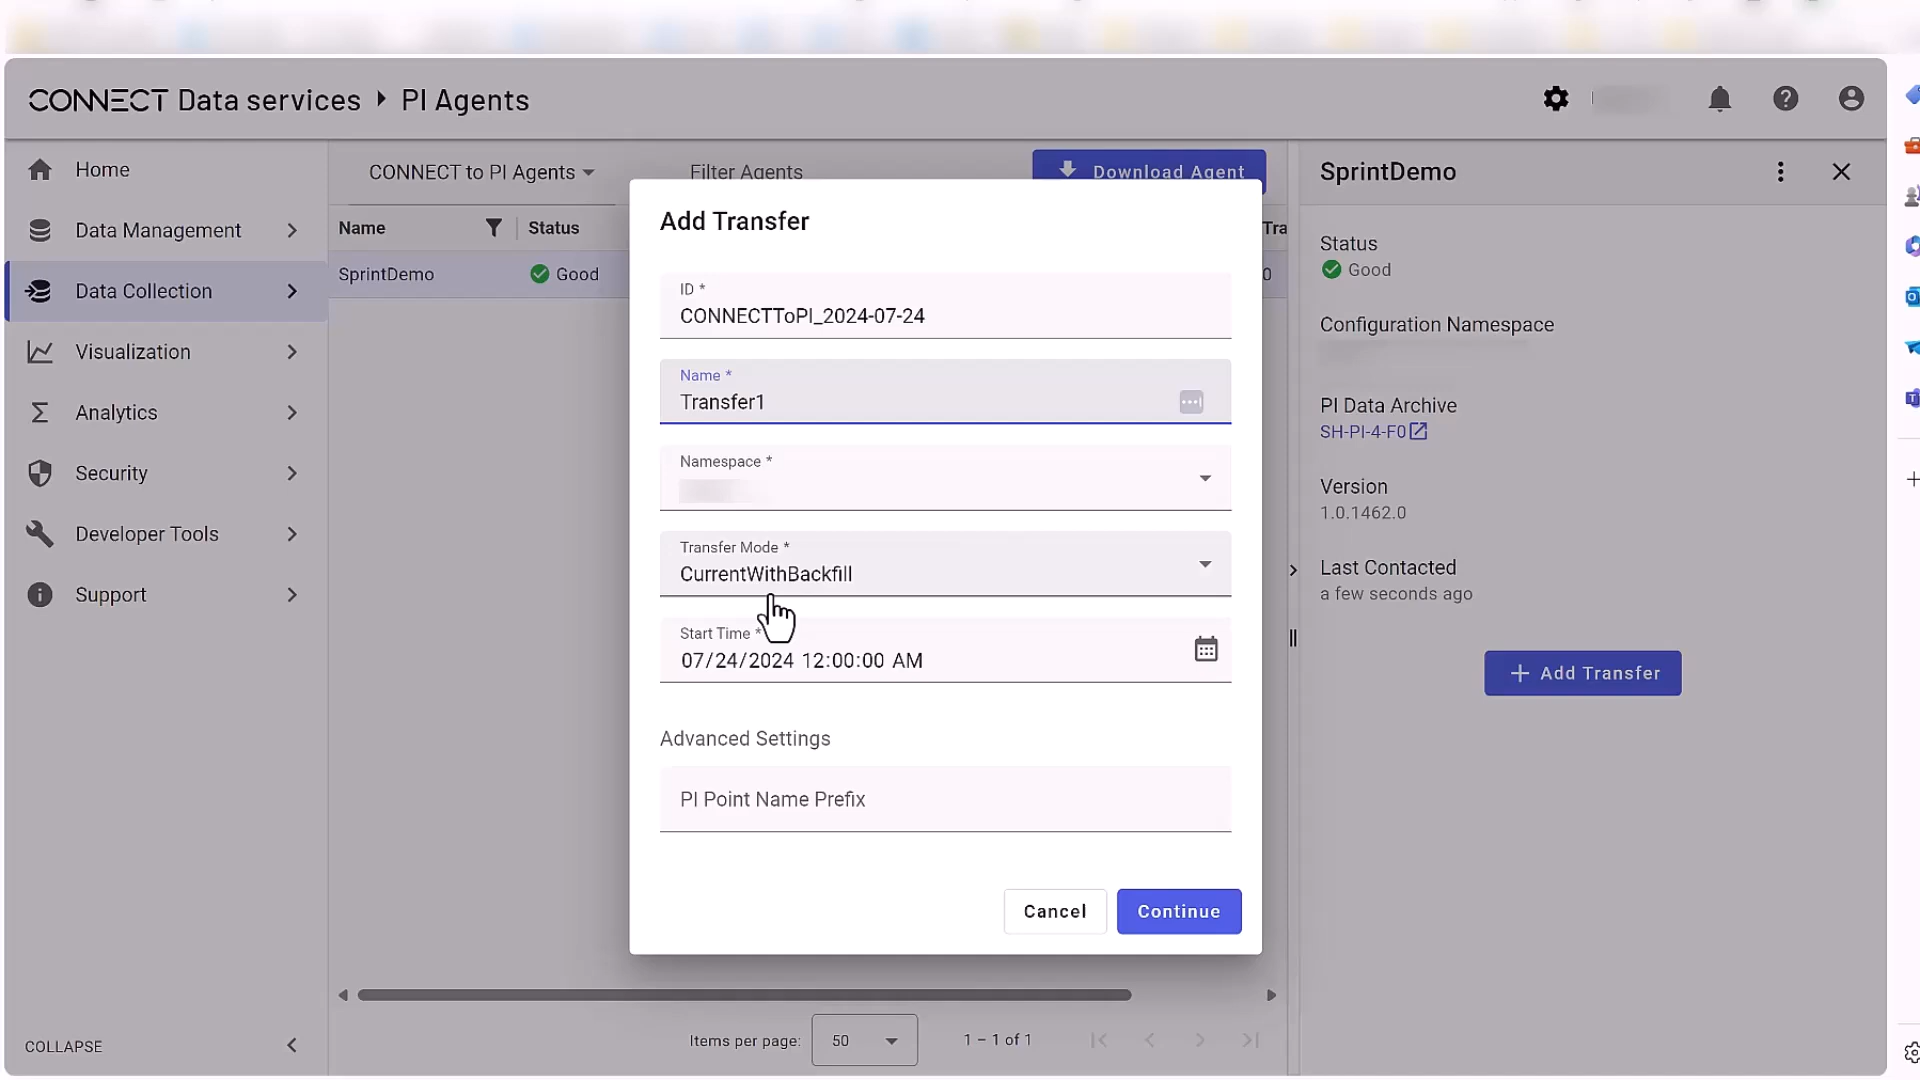 CONNECT Data services
PI Agents
Home
Data Management
Data Collection
Visualization
Analytics
Security
Developer Tools
Support
COLLAPSE
CONNECT to PI Agents
Filter Agents
Download Agent
Name
Status
Tra
SprintDemo
Good
0
Add Transfer
ID *
CONNECTToPI_2024-07-24
Name *
Transfer1
Namespace *
Transfer Mode *
CurrentWithBackfill
Start Time *
07/24/2024 12:00:00 AM
Advanced Settings
PI Point Name Prefix
Cancel
Continue
Items per page:
50
1 – 1 of 1
SprintDemo
Status
Good
Configuration Namespace
PI Data Archive
SH-PI-4-F0
Version
1.0.1462.0
Last Contacted
a few seconds ago
+ Add Transfer